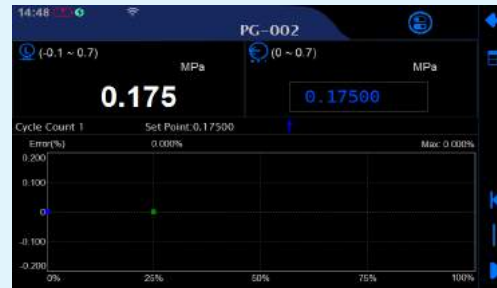 14:48
PG-002
(-0.1 ~ 0.7)
MPa
0.175
(0 ~ 0.7)
MPa
0.17500
Cycle Count 1 Set Point:0.17500
Error(%) 0.000% Max: 0.000%
0.200
0.100
0
-0.100
-0.200
0% 25% 50% 75% 100%